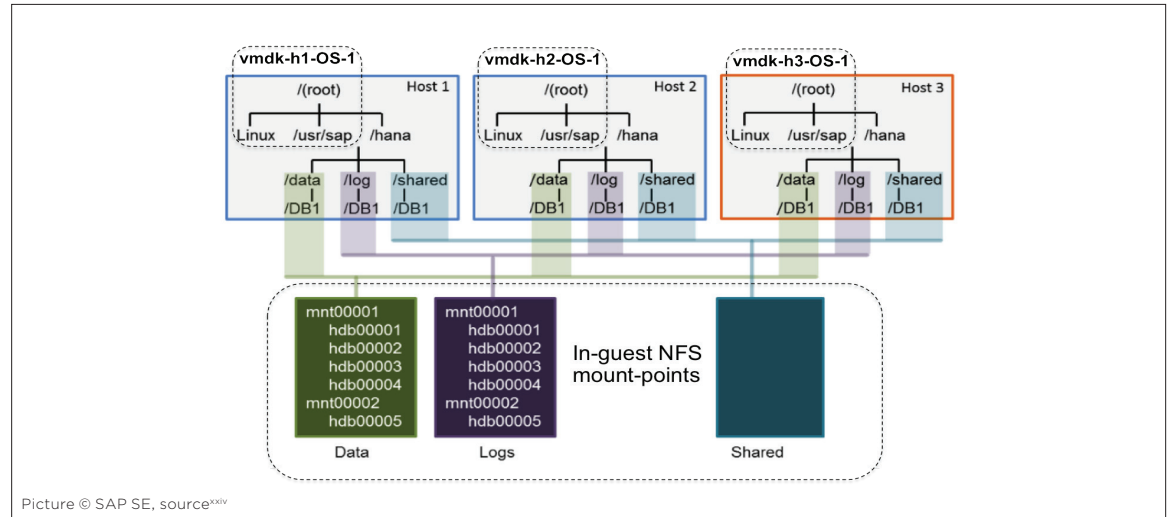 vmdk-h1-OS-1
vmdk-h2-OS-1
vmdk-h3-OS-1
/(root)
Host 1
Linux
/usr/sap
/hana
/data
/log
/shared
/DB1
/DB1
/DB1
/(root)
Host 2
Linux
/usr/sap
/hana
/data
/log
/shared
/DB1
/DB1
/DB1
/(root)
Host 3
Linux
/usr/sap
/hana
/data
/log
/shared
/DB1
/DB1
/DB1
mnt00001
hdb00001
hdb00002
hdb00003
hdb00004
mnt00002
hdb00005
Data
mnt00001
hdb00001
hdb00002
hdb00003
hdb00004
mnt00002
hdb00005
Logs
In-guest NFS
mount-points
Shared
Picture © SAP SE, sourcexxiv